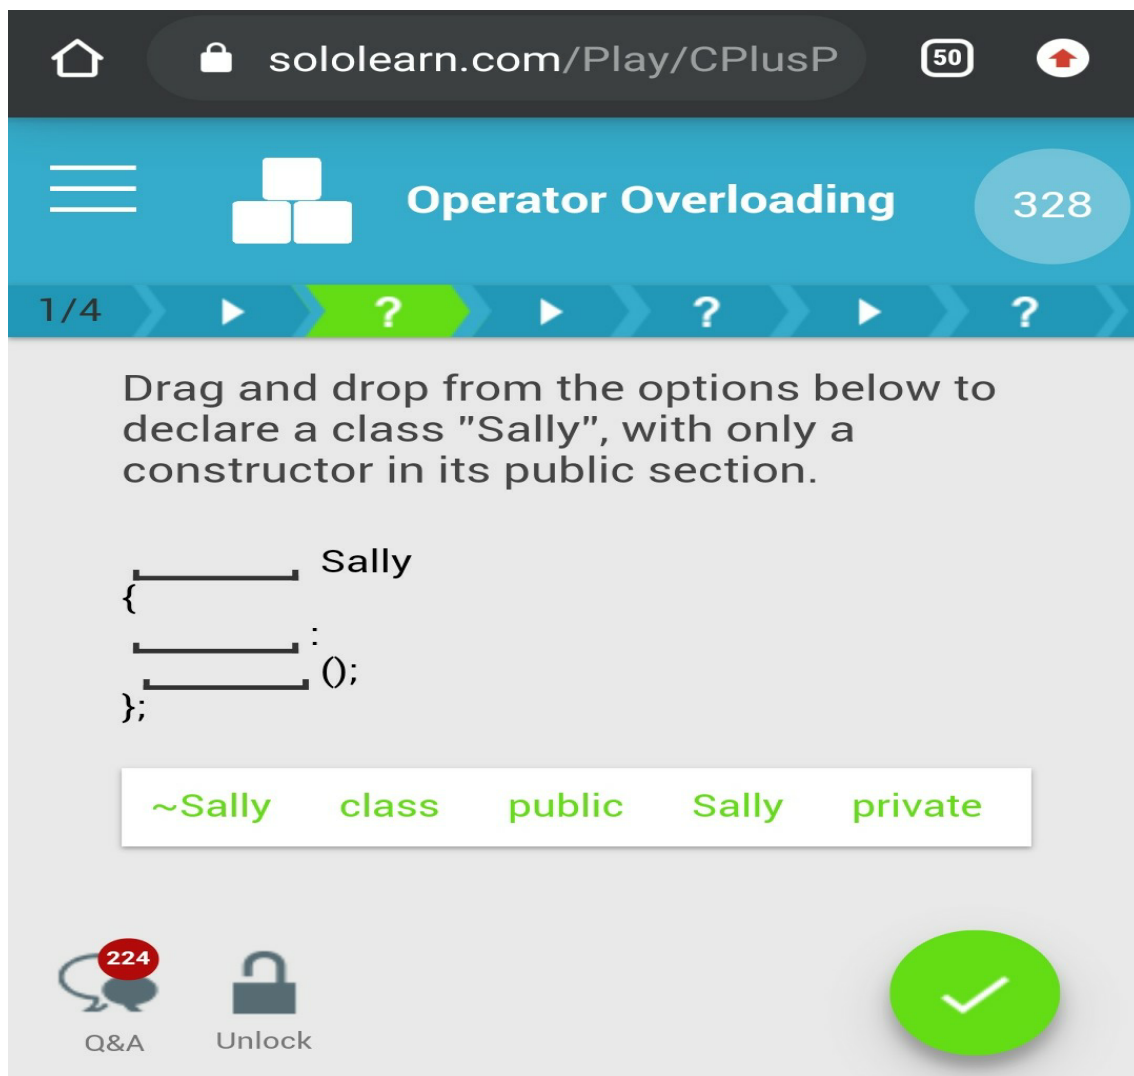 sololearn.com/Play/CPlusP 50
Operator Overloading 328
1/4 ? ? ?
Drag and drop from the options below to
declare a class "Sally", with only a
constructor in its public section.
Sally
{
:
();
};
~Sally class public Sally private
224
Q&A Unlock